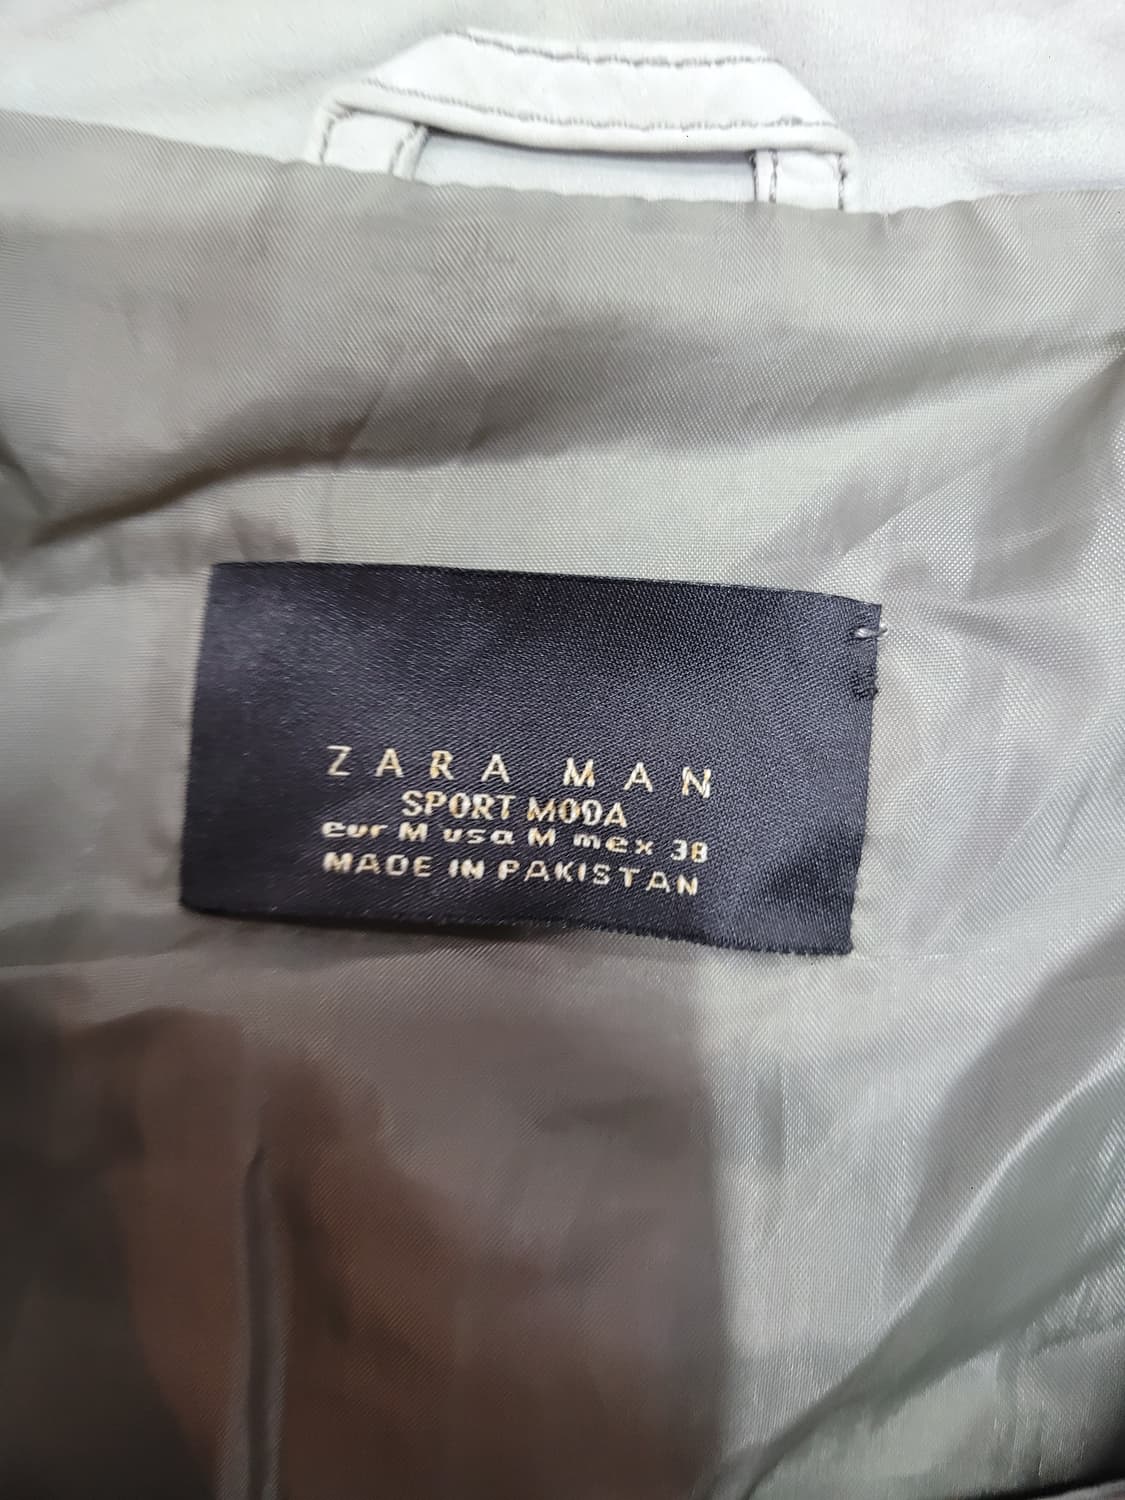 ZARA MAN
SPORT MODA
eur M usa M mex 38
MADE IN PAKISTAN